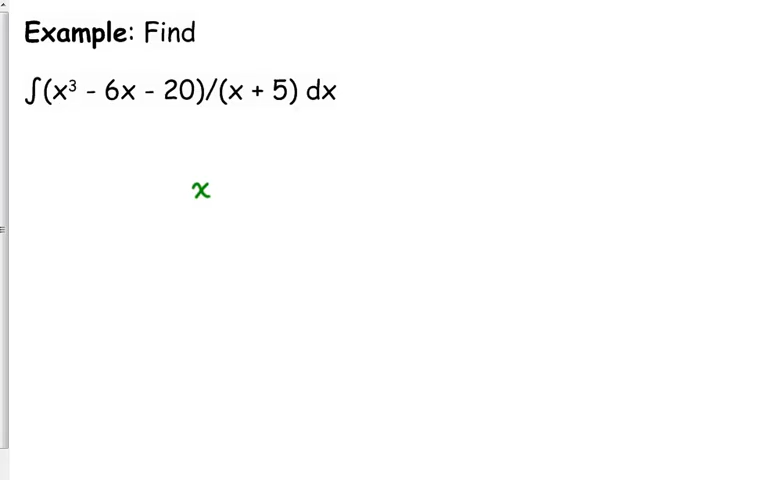 Example: Find
∫(x³ - 6x - 20)/(x + 5) dx
x